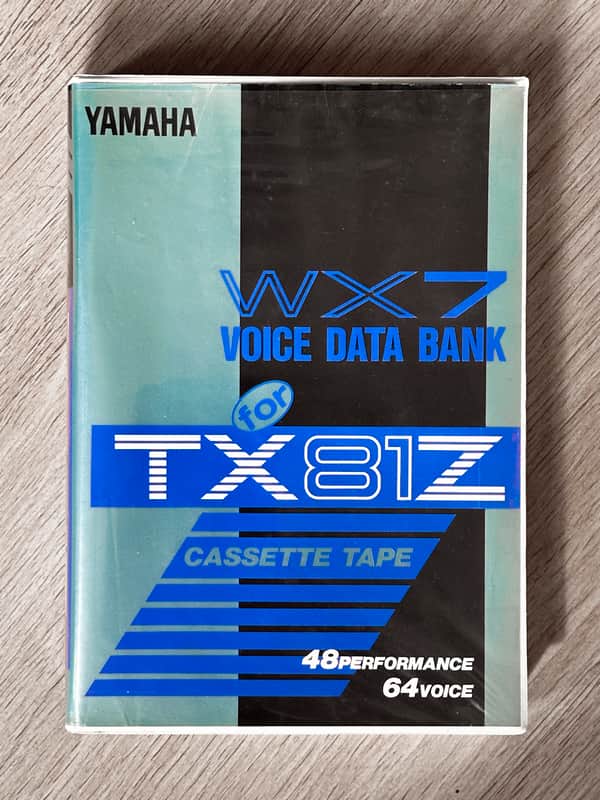 YAMAHA
WX7
VOICE DATA BANK
for
TX81Z
CASSETTE TAPE
48PERFORMANCE
64VOICE